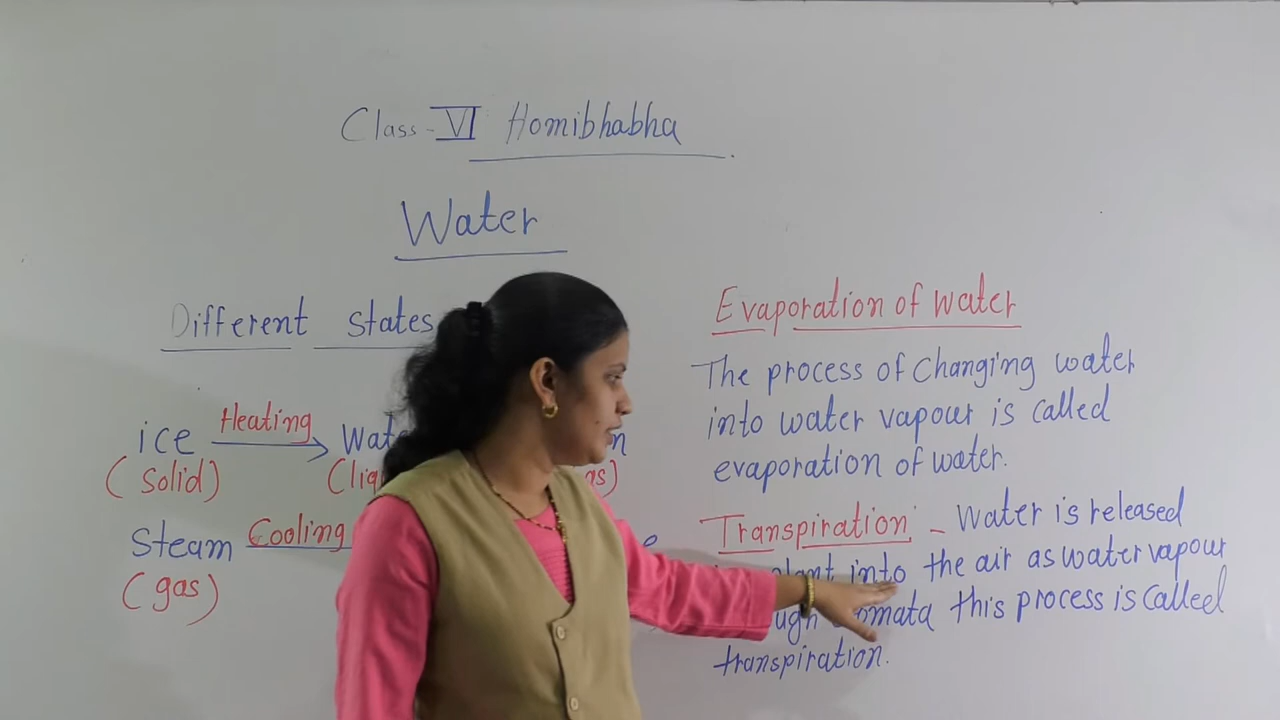 Class - VI Homibhabha
Water
Different states
ice Heating
(solid)
Steam Cooling
(gas)
Evaporation of water
The process of Changing water
into water vapour is called
evaporation of water.
Transpiration - Water is released
plant into the air as water vapour
this process is Called
transpiration.